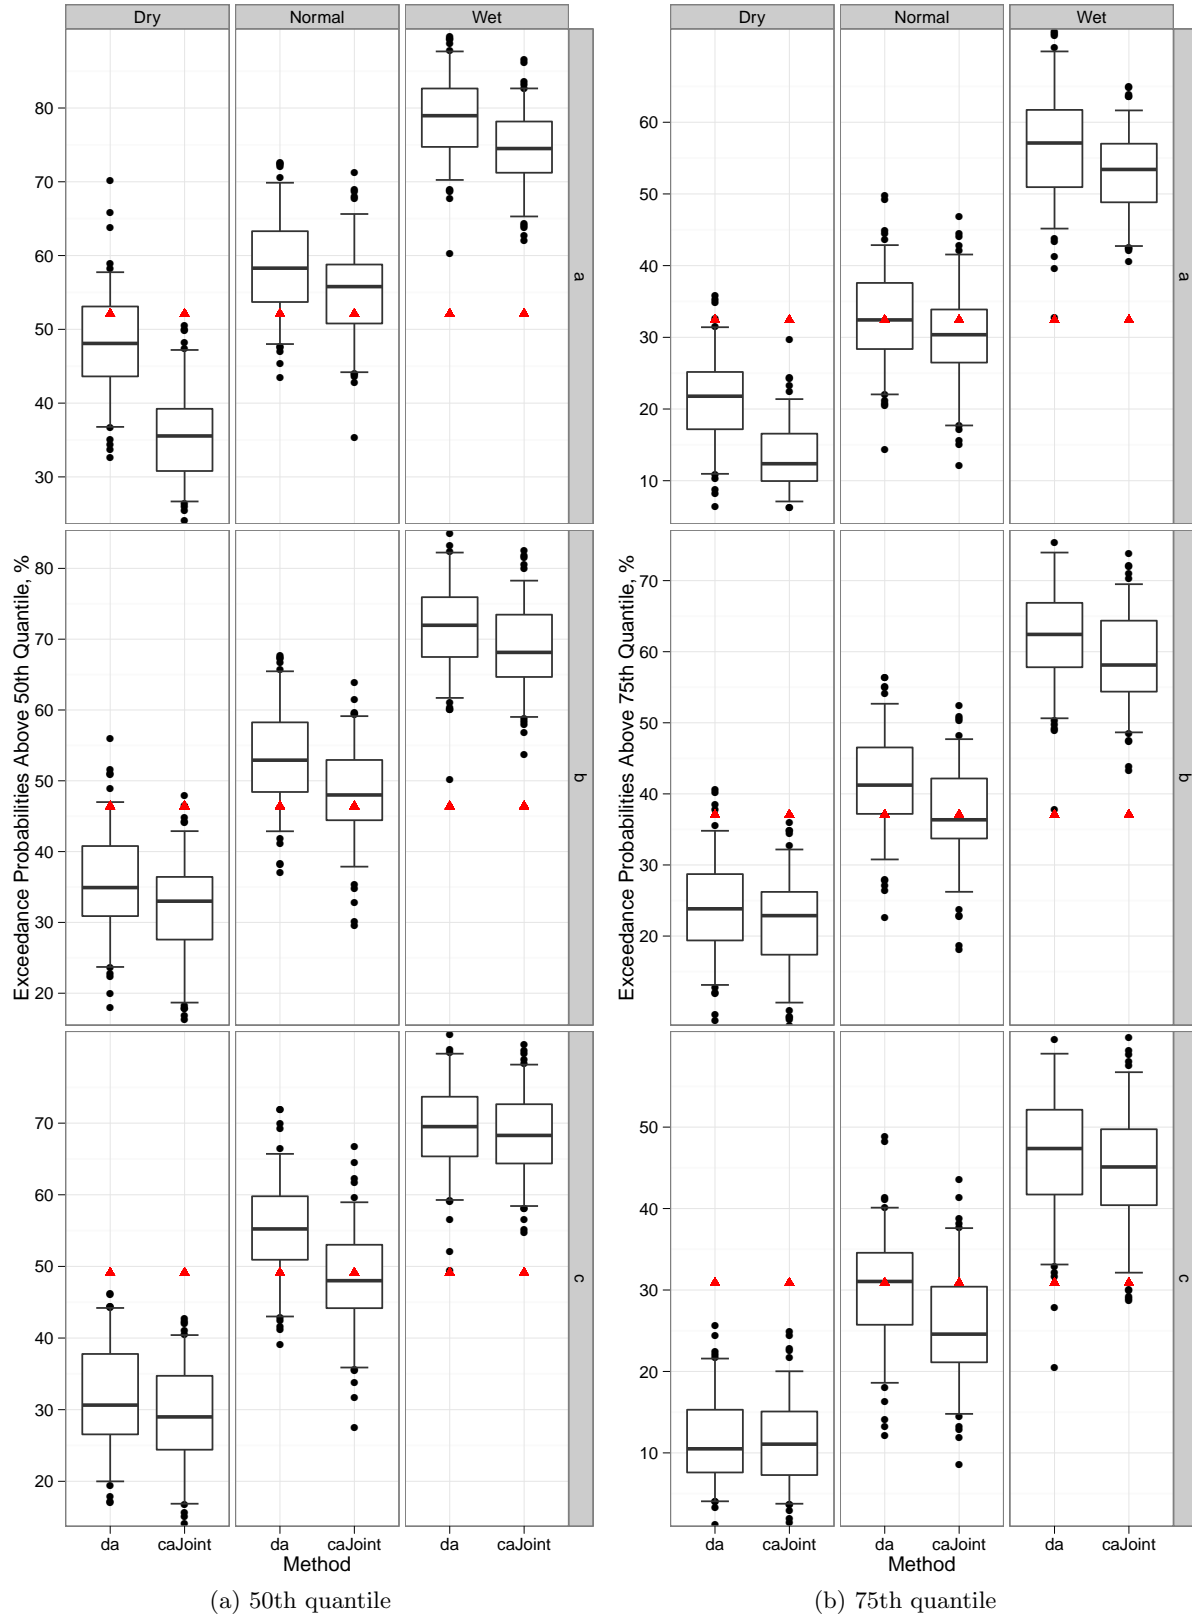 Dry Normal Wet
80
70
60
50
40
30
a
80
70
60
50
40
30
20
b
70
60
50
40
30
20
c
Exceedance Probabilities Above 50th Quantile, %
da caJoint da caJoint da caJoint
Method
(a) 50th quantile
Dry Normal Wet
60
50
40
30
20
10
a
70
60
50
40
30
20
b
50
40
30
20
10
c
Exceedance Probabilities Above 75th Quantile, %
da caJoint da caJoint da caJoint
Method
(b) 75th quantile